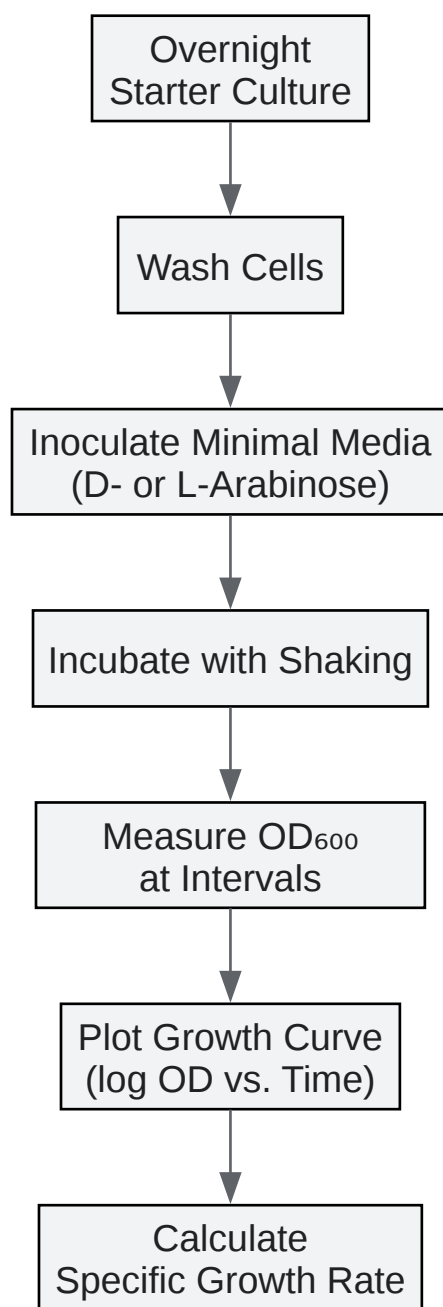 Overnight
Starter Culture
Wash Cells
Inoculate Minimal Media
(D- or L-Arabinose)
Incubate with Shaking
Measure OD₆₀₀
at Intervals
Plot Growth Curve
(log OD vs. Time)
Calculate
Specific Growth Rate